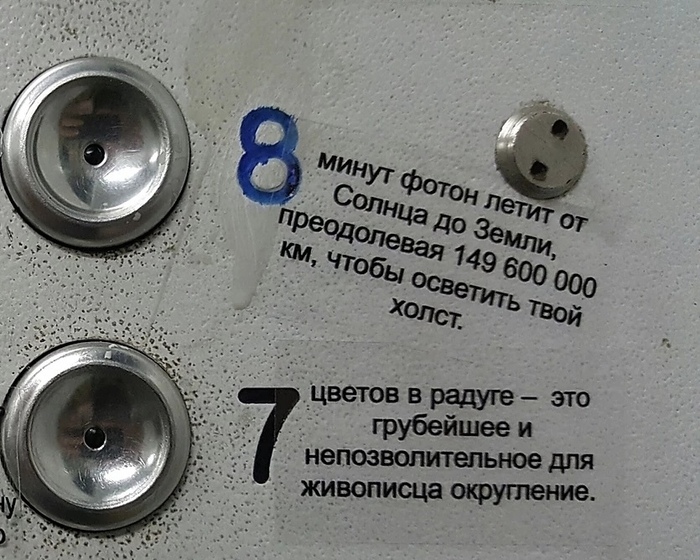 8 минут фотон летит от
Солнца до Земли,
преодолевая 149 600 000
км, чтобы осветить твой
холст.
7 цветов в радуге – это
грубейшее и
непозволительное для
живописца округление.